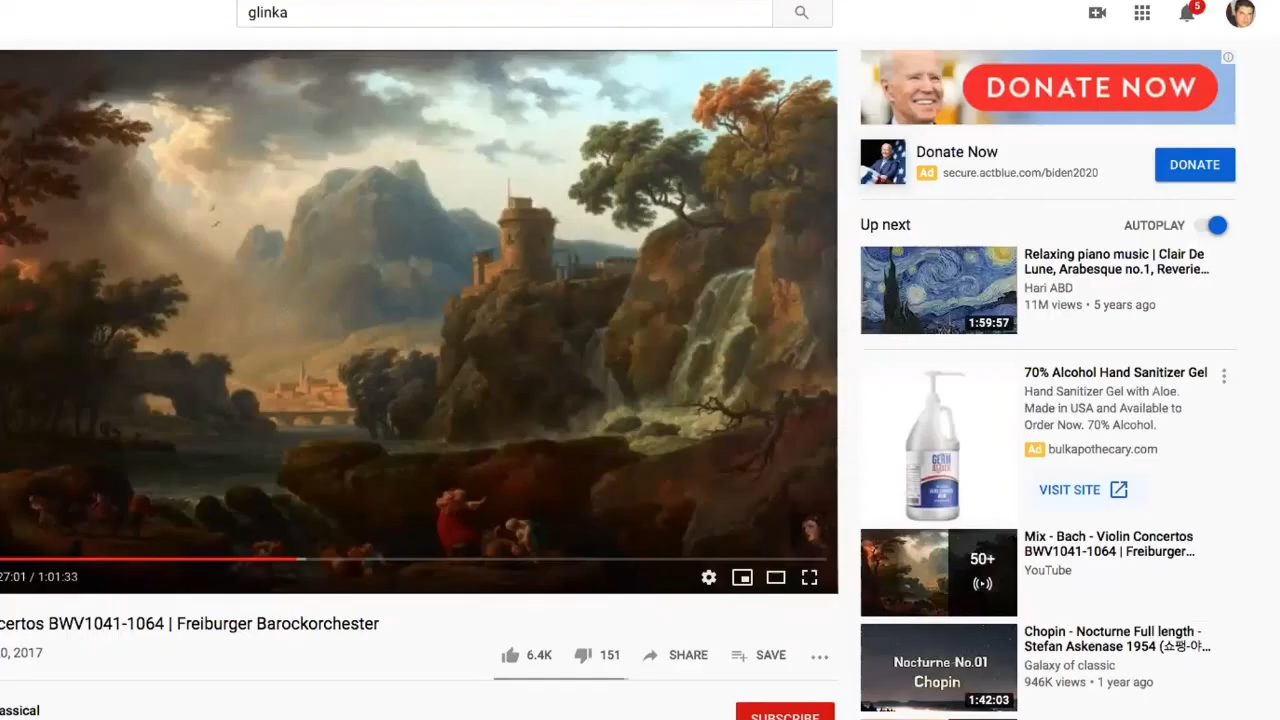 glinka
5
DONATE NOW
Donate Now
Ad secure.actblue.com/biden2020
DONATE
Up next
AUTOPLAY
Relaxing piano music | Clair De
Lune, Arabesque no.1, Reverie...
Hari ABD
11M views • 5 years ago
1:59:57
70% Alcohol Hand Sanitizer Gel
Hand Sanitizer Gel with Aloe.
Made in USA and Available to
Order Now. 70% Alcohol.
Ad bulkapothecary.com
VISIT SITE
GERM
Mix - Bach - Violin Concertos
BWV1041-1064 | Freiburger...
YouTube
50+
Chopin - Nocturne Full length -
Stefan Askenase 1954 (쇼팽-야...
Galaxy of classic
946K views • 1 year ago
Nocturne No.01
Chopin
1:42:03
27:01 / 1:01:33
certos BWV1041-1064 | Freiburger Barockorchester
0, 2017
6.4K
151
SHARE
SAVE
assical
SUBSCRIBE